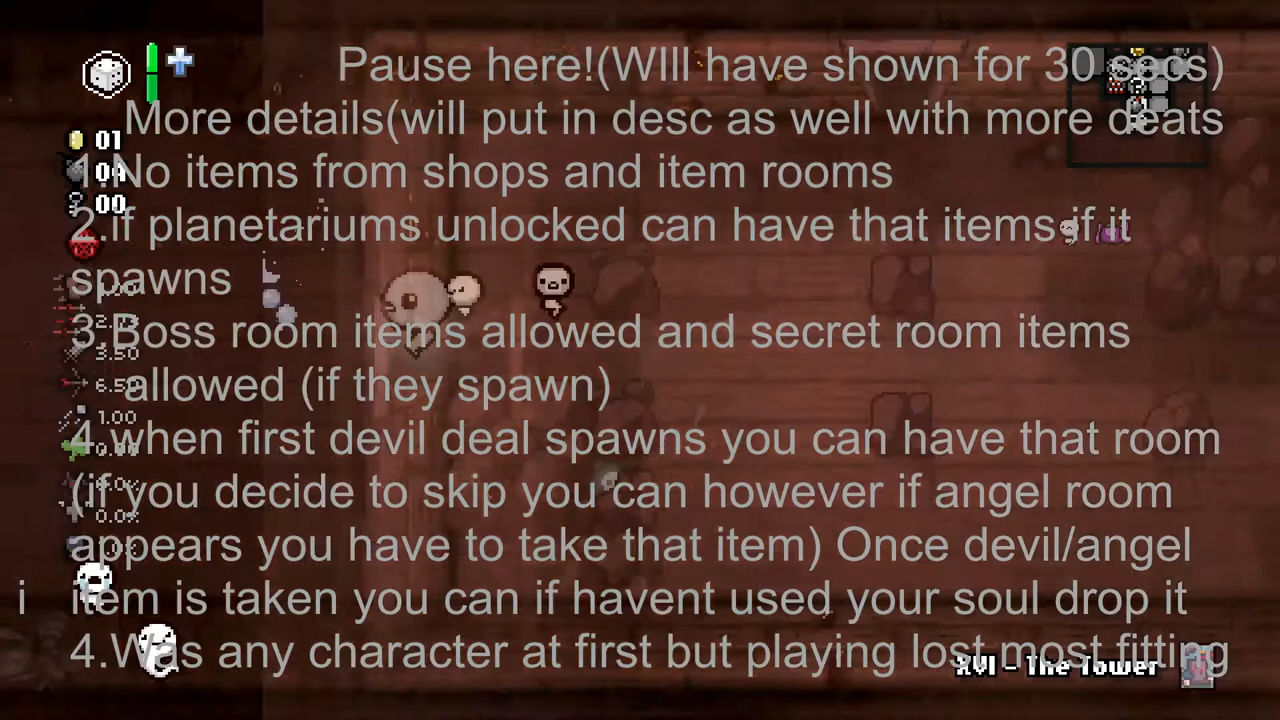 Pause here!(WIll have shown for 30 secs)
More details(will put in desc as well with more deats
1.No items from shops and item rooms
2.if planetariums unlocked can have that items if it
spawns
3.Boss room items allowed and secret room items
allowed (if they spawn)
4.when first devil deal spawns you can have that room
(if you decide to skip you can however if angel room
appears you have to take that item) Once devil/angel
i item is taken you can if havent used your soul drop it
4.Was any character at first but playing lost most fitting
01
00
3.50
1.00
XVI - The Tower